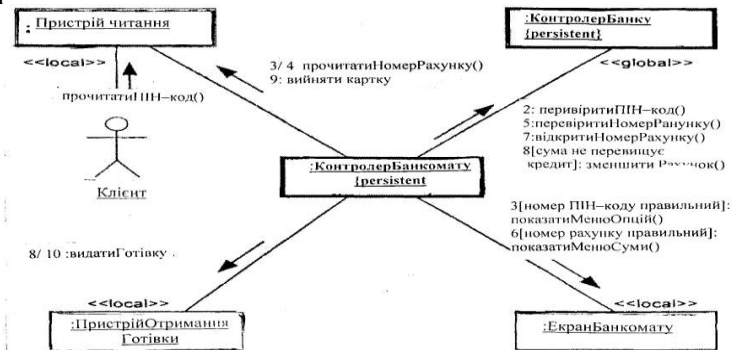 : Пристрій читання
<<local>>
прочитатиПІН–код()
Клієнт
3/ 4 прочитатиНомерРахунку()
9: вийняти картку
:КонтролерБанку
{persistent}
<<global>>
2: перивіритиПІН–код()
5:перевіритиНомерРанунку()
7:відкритиНомерРахунку()
8[сума не перевищує
кредит]: зменшити Рахунок()
:КонтролерБанкомату
{persistent
3[номер ПІН–коду правильний]:
показатиМенюОпцій()
6[номер рахунку правильний]:
показатиМенюСуми()
8/ 10 :видатиГотівку .
<<local>>
:ПристрійОтримання
Готівки
<<local>>
:ЕкранБанкомату